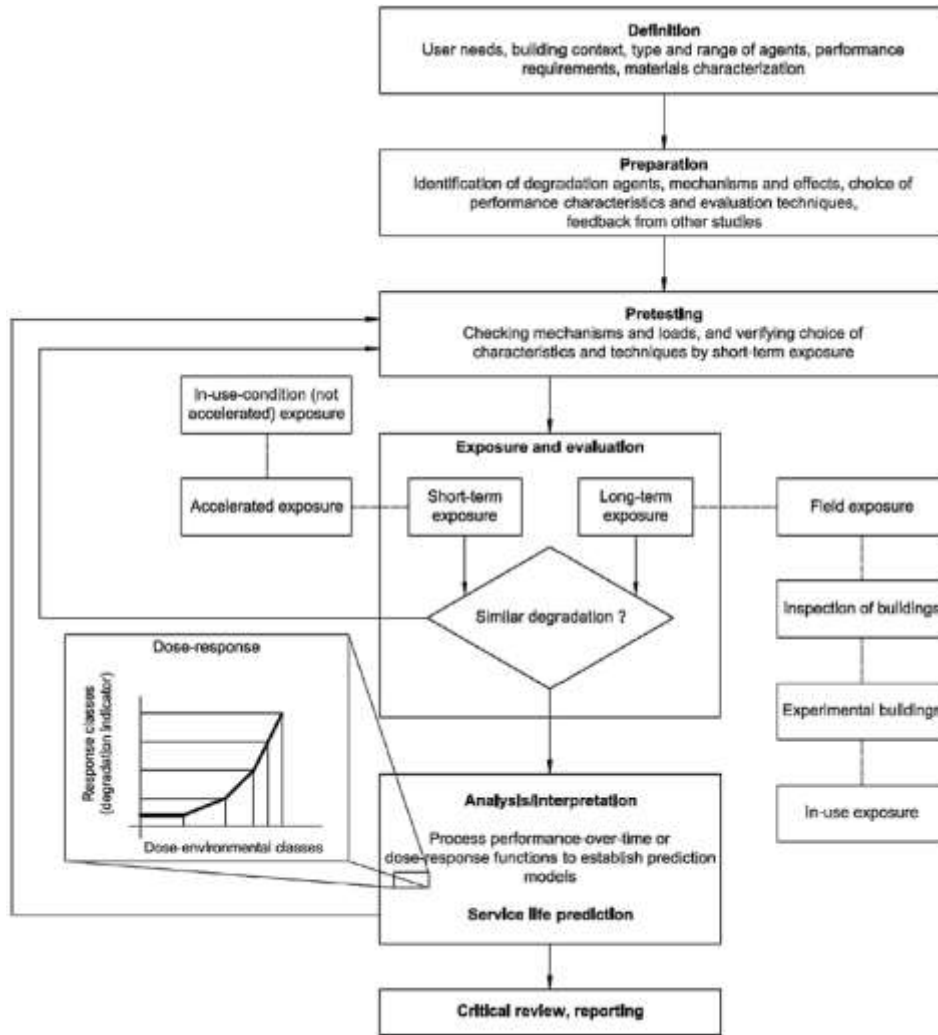 Definition
User needs, building context, type and range of agents, performance
requirements, materials characterization
Preparation
Identification of degradation agents, mechanisms and effects, choice of
performance characteristics and evaluation techniques,
feedback from other studies
Pretesting
Checking mechanisms and loads, and verifying choice of
characteristics and techniques by short-term exposure
In-use-condition (not
accelerated) exposure
Exposure and evaluation
Accelerated exposure
Short-term
exposure
Long-term
exposure
Field exposure
Similar degradation ?
Inspection of buildings
Dose-response
Response classes
(degradation indicator)
Dose-environmental classes
Experimental buildings
In-use exposure
Analysis/interpretation
Process performance-over-time or
dose-response functions to establish prediction
models
Service life prediction
Critical review, reporting